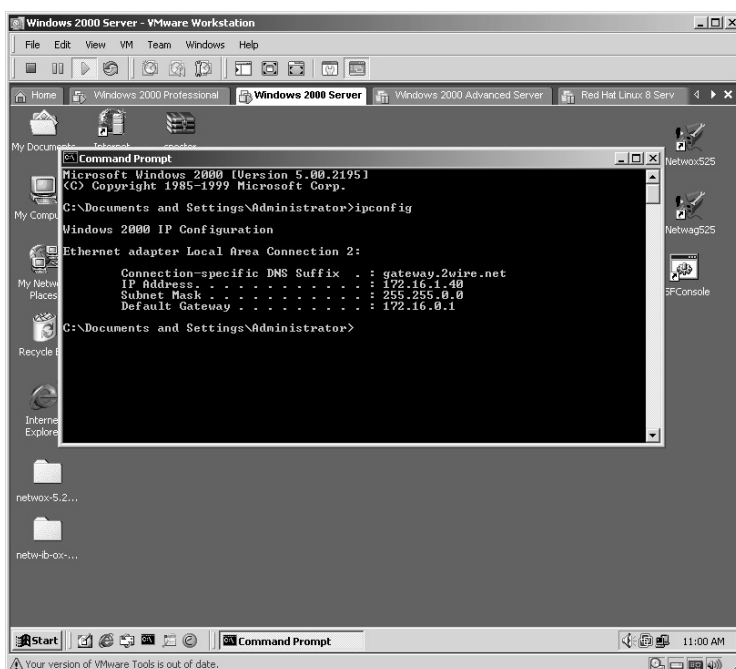 Windows 2000 Server - VMware Workstation
File Edit View VM Team Windows Help
Home Windows 2000 Professional Windows 2000 Server Windows 2000 Advanced Server Red Hat Linux 8 Serv
My Documents Internet
Netwox525
Command Prompt
Microsoft Windows 2000 [Version 5.00.2195]
(C) Copyright 1985-1999 Microsoft Corp.
C:\Documents and Settings\Administrator>ipconfig
Windows 2000 IP Configuration
Ethernet adapter Local Area Connection 2:
Connection-specific DNS Suffix . : gateway.2wire.net
IP Address. . . . . . . . . . . . : 172.16.1.40
Subnet Mask . . . . . . . . . . . : 255.255.0.0
Default Gateway . . . . . . . . . : 172.16.0.1
C:\Documents and Settings\Administrator>
My Compu
Netwag525
My Netw
Places
SFConsole
Recycle B
Interne
Explore
netwox-5.2...
netw-ib-ox-...
Start Command Prompt 11:00 AM
Your version of VMware Tools is out of date.